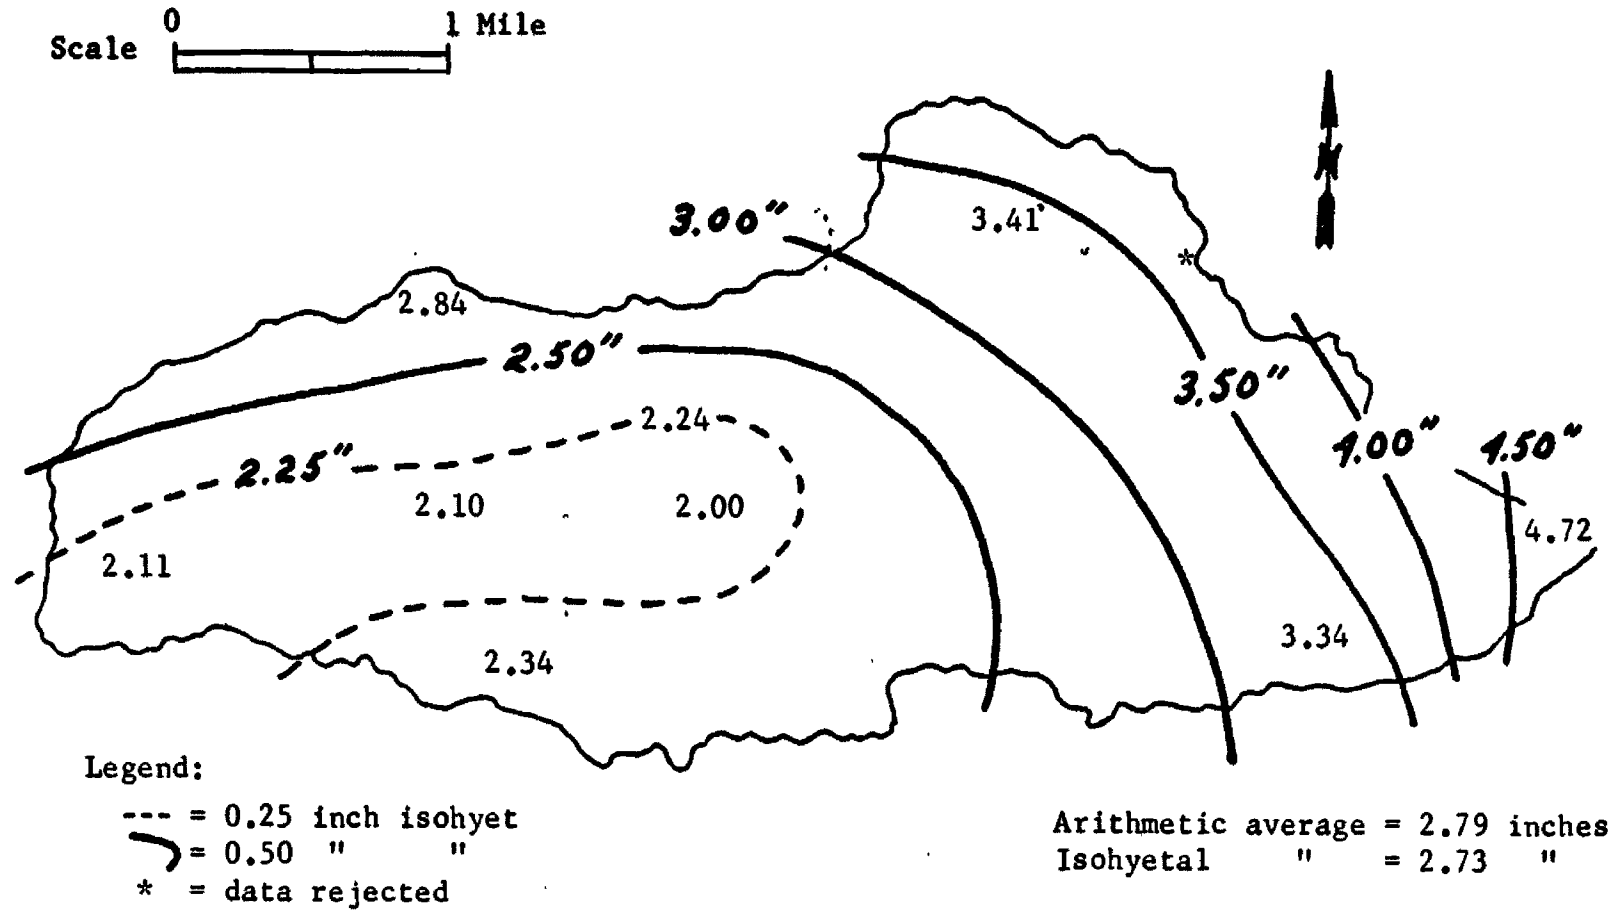 0 1 Mile
Scale
N
3.00"
3.41
*
2.84
2.50"
3.50"
2.24
4.00"
4.50"
2.25"
2.10
2.00
4.72
2.11
3.34
2.34
Legend:
--- = 0.25 inch isohyet
= 0.50 " "
* = data rejected
Arithmetic average = 2.79 inches
Isohyetal " = 2.73 "